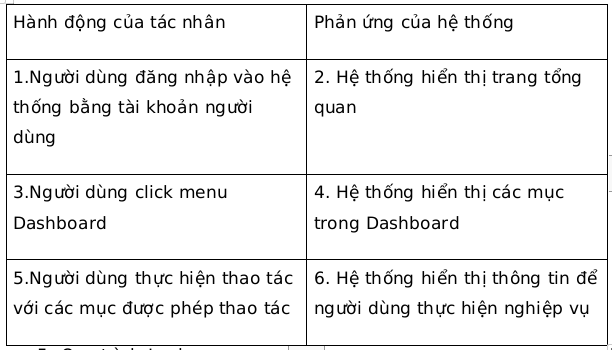 Hành động của tác nhân
Phản ứng của hệ thống
1.Người dùng đăng nhập vào hệ
thống bằng tài khoản người
dùng
2. Hệ thống hiển thị trang tổng
quan
3.Người dùng click menu
Dashboard
4. Hệ thống hiển thị các mục
trong Dashboard
5.Người dùng thực hiện thao tác
với các mục được phép thao tác
6. Hệ thống hiển thị thông tin để
người dùng thực hiện nghiệp vụ